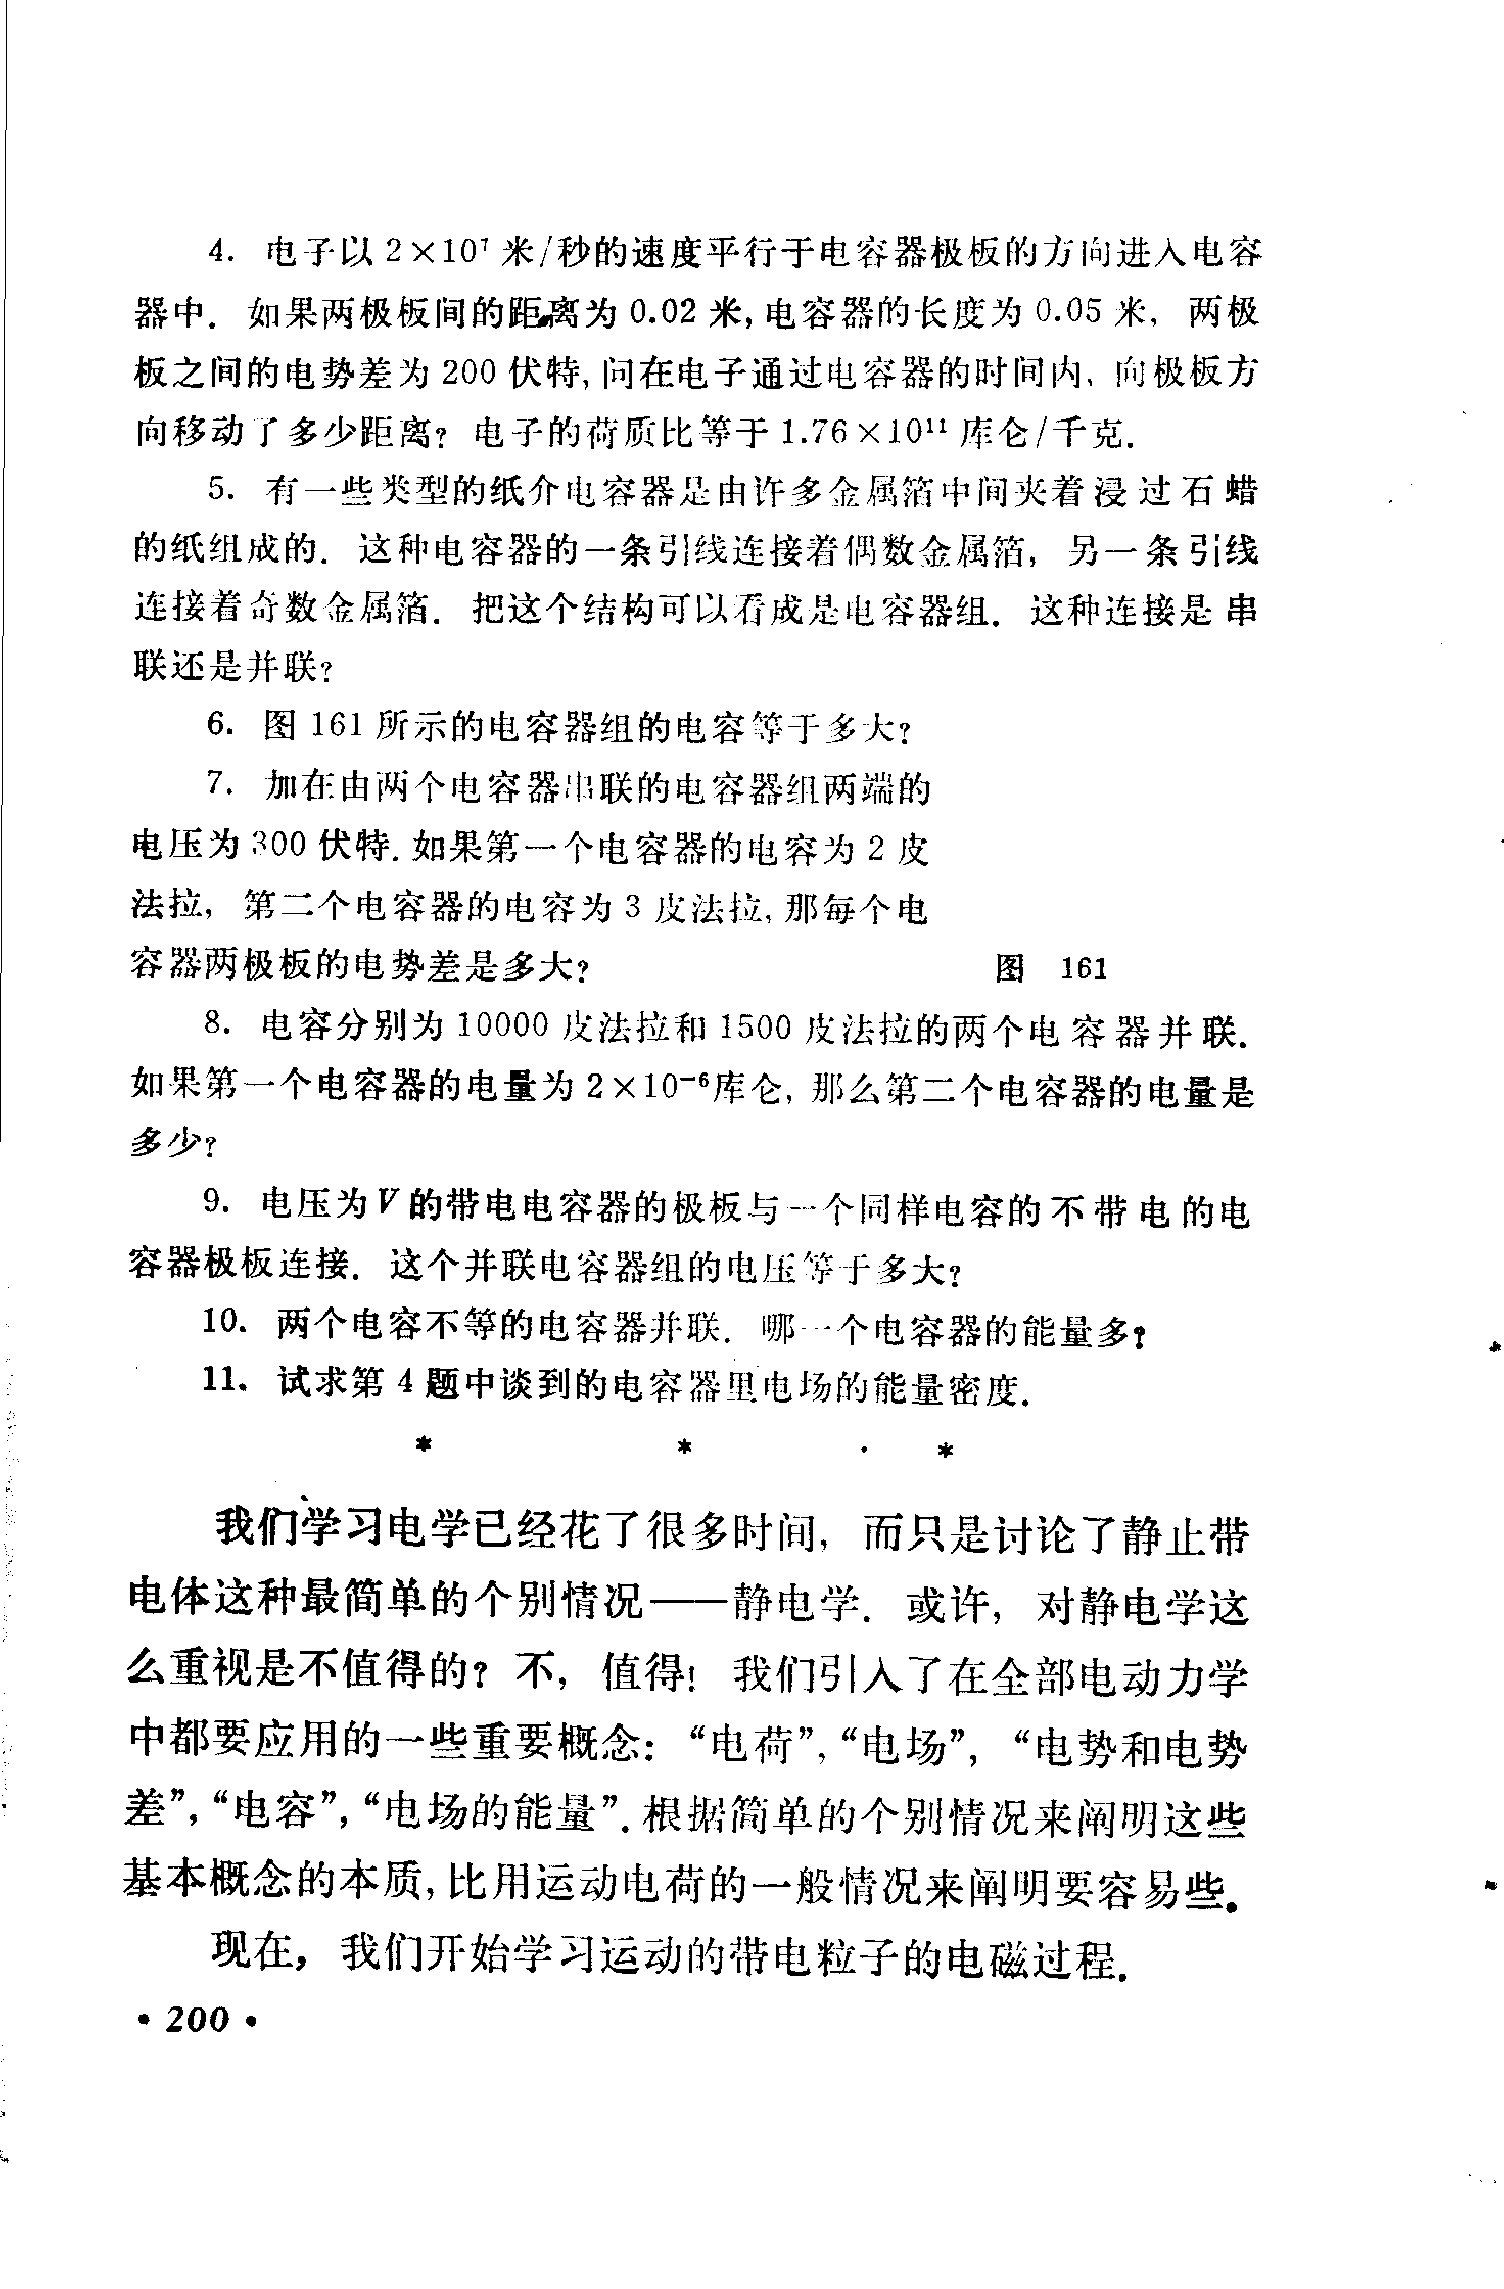 4. 电子以 2×10⁷ 米/秒的速度平行于电容器极板的方向进入电容
器中. 如果两极板间的距离为 0.02 米, 电容器的长度为 0.05 米, 两极
板之间的电势差为 200 伏特, 问在电子通过电容器的时间内, 向极板方
向移动了多少距离? 电子的荷质比等于 1.76×10¹¹ 库仑/千克.
5. 有一些类型的纸介电容器是由许多金属箔中间夹着浸过石蜡
的纸组成的. 这种电容器的一条引线连接着偶数金属箔, 另一条引线
连接着奇数金属箔. 把这个结构可以看成是电容器组. 这种连接是串
联还是并联?
6. 图 161 所示的电容器组的电容等于多大?
7. 加在由两个电容器串联的电容器组两端的
电压为 300 伏特. 如果第一个电容器的电容为 2 皮
法拉, 第二个电容器的电容为 3 皮法拉, 那每个电
容器两极板的电势差是多大?
图 161
8. 电容分别为 10000 皮法拉和 1500 皮法拉的两个电容器并联.
如果第一个电容器的电量为 2×10⁻⁶库仑, 那么第二个电容器的电量是
多少?
9. 电压为 V 的带电电容器的极板与一个同样电容的不带电的电
容器极板连接. 这个并联电容器组的电压等于多大?
10. 两个电容不等的电容器并联. 哪一个电容器的能量多?
11. 试求第 4 题中谈到的电容器里电场的能量密度.
* * *
我们学习电学已经花了很多时间, 而只是讨论了静止带
电体这种最简单的个别情况——静电学. 或许, 对静电学这
么重视是不值得的? 不, 值得! 我们引入了在全部电动力学
中都要应用的一些重要概念: “电荷”, “电场”, “电势和电势
差”, “电容”, “电场的能量”. 根据简单的个别情况来阐明这些
基本概念的本质, 比用运动电荷的一般情况来阐明要容易些.
现在, 我们开始学习运动的带电粒子的电磁过程.
• 200 •